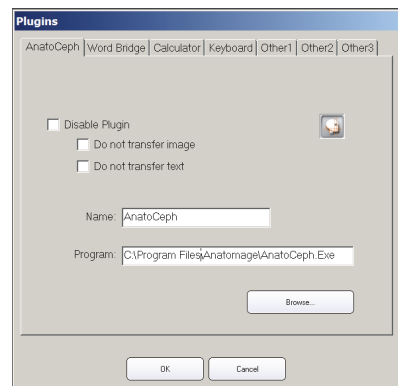 Plugins
AnatoCeph Word Bridge Calculator Keyboard Other1 Other2 Other3
Disable Plugin
Do not transfer image
Do not transfer text
Name: AnatoCeph
Program: C:\Program Files\Anatomage\AnatoCeph.Exe
Browse...
OK Cancel